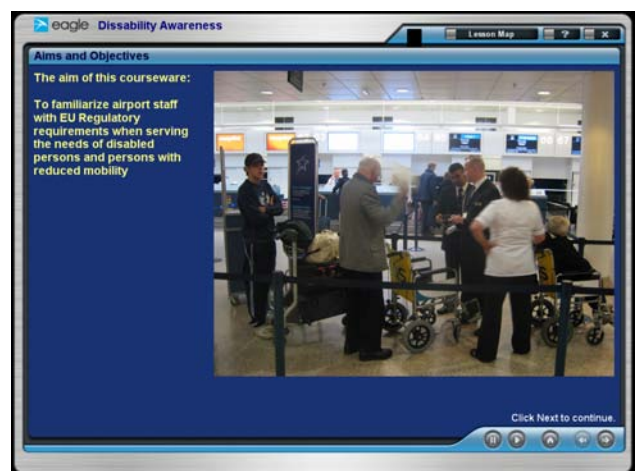 eagle Dissability Awareness
Lesson Map ? X
Aims and Objectives
The aim of this courseware:
To familiarize airport staff
with EU Regulatory
requirements when serving
the needs of disabled
persons and persons with
reduced mobility
Click Next to continue.